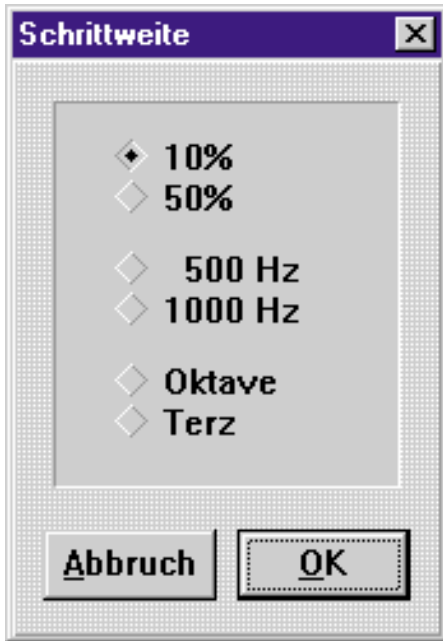 Schrittweite
10%
50%
500 Hz
1000 Hz
Oktave
Terz
Abbruch OK